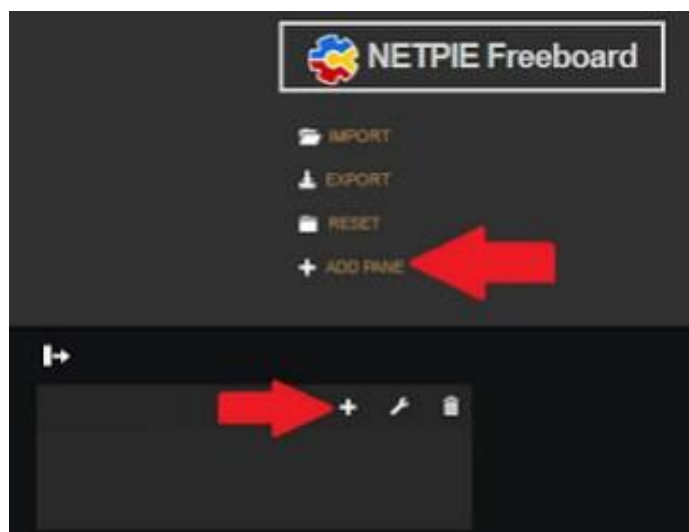 NETPIE Freeboard
IMPORT
EXPORT
RESET
ADD PANE